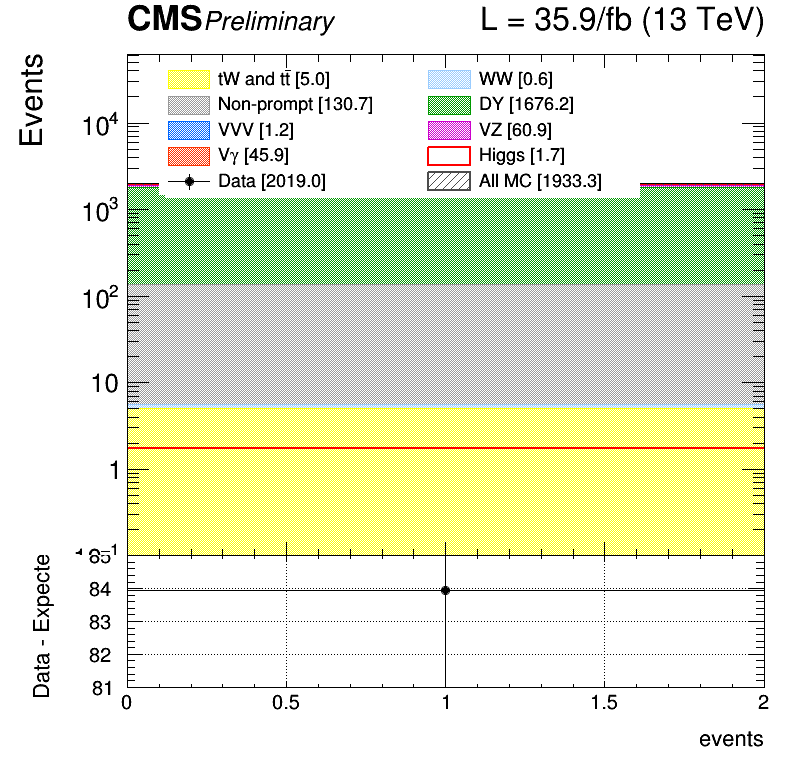 CMS Preliminary L = 35.9/fb (13 TeV)
Events
tW and tt̄ [5.0] WW [0.6]
Non-prompt [130.7] DY [1676.2]
VVV [1.2] VZ [60.9]
Vγ [45.9] Higgs [1.7]
Data [2019.0] All MC [1933.3]
10⁴
10³
10²
10
1
Data - Expecte
85
84
83
82
81
0 0.5 1 1.5 2
events